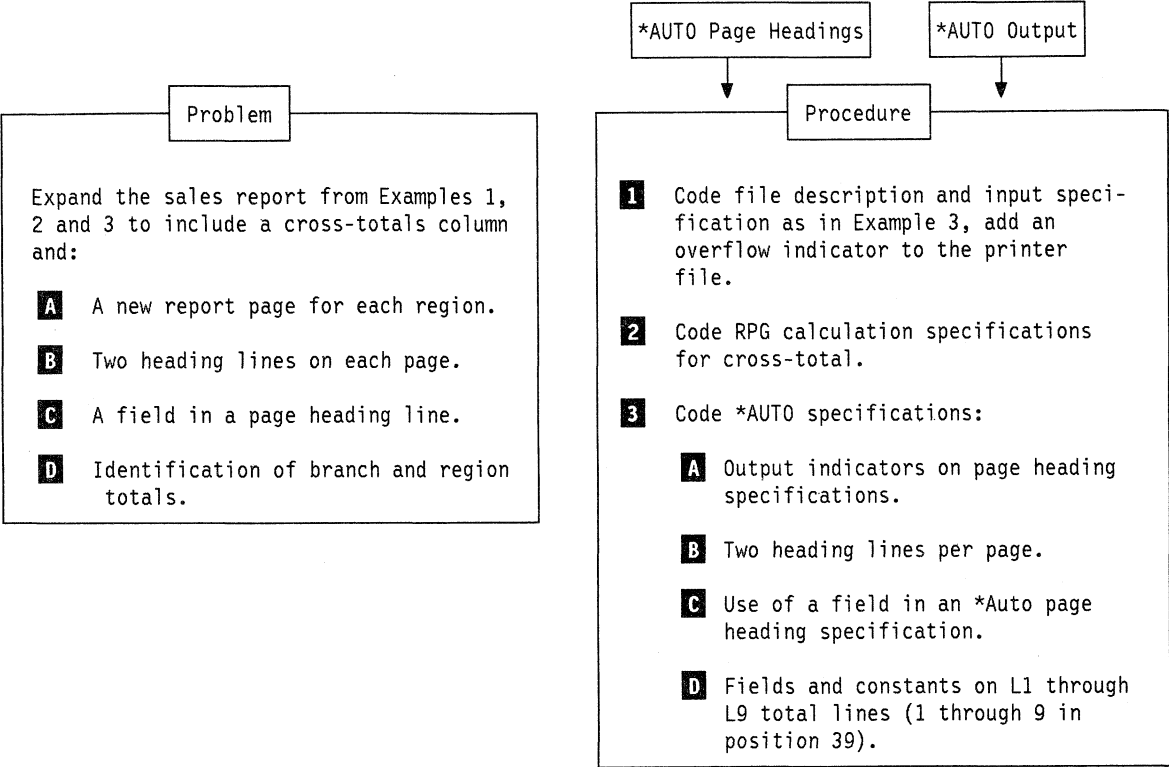 *AUTO Page Headings
*AUTO Output
Problem
Expand the sales report from Examples 1,
2 and 3 to include a cross-totals column
and:
A A new report page for each region.
B Two heading lines on each page.
C A field in a page heading line.
D Identification of branch and region
totals.
Procedure
1 Code file description and input speci-
fication as in Example 3, add an
overflow indicator to the printer
file.
2 Code RPG calculation specifications
for cross-total.
3 Code *AUTO specifications:
A Output indicators on page heading
specifications.
B Two heading lines per page.
C Use of a field in an *Auto page
heading specification.
D Fields and constants on L1 through
L9 total lines (1 through 9 in
position 39).